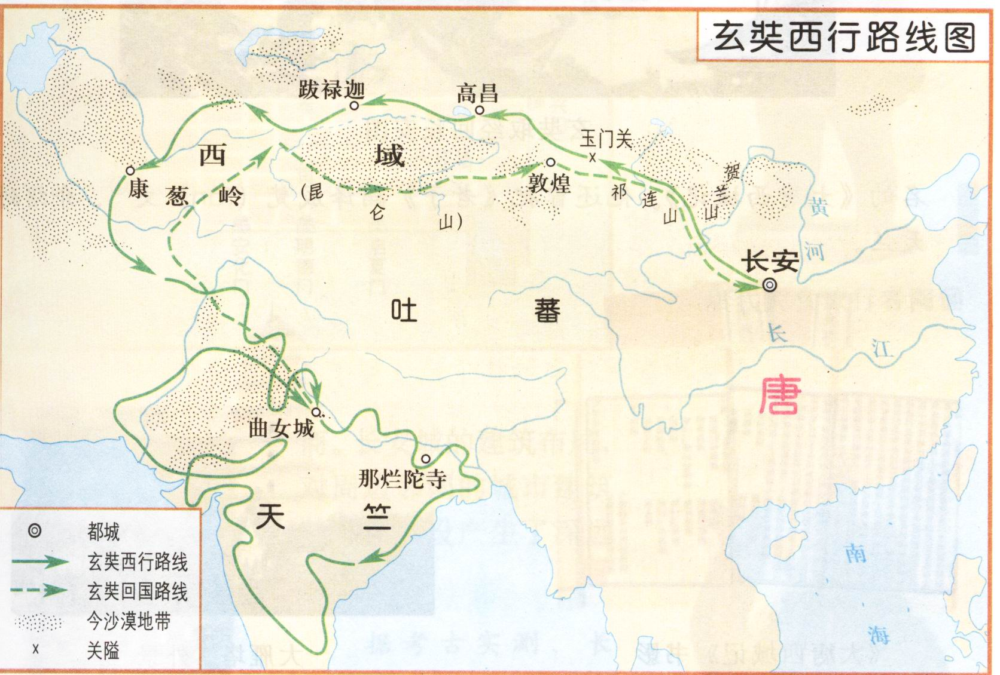 玄奘西行路线图
跋禄迦
高昌
玉门关
西域
康
葱岭
(昆仑山)
敦煌
祁连山
贺兰山
黄河
长安
吐蕃
长江
唐
曲女城
那烂陀寺
天竺
南海
都城
玄奘西行路线
玄奘回国路线
今沙漠地带
关隘